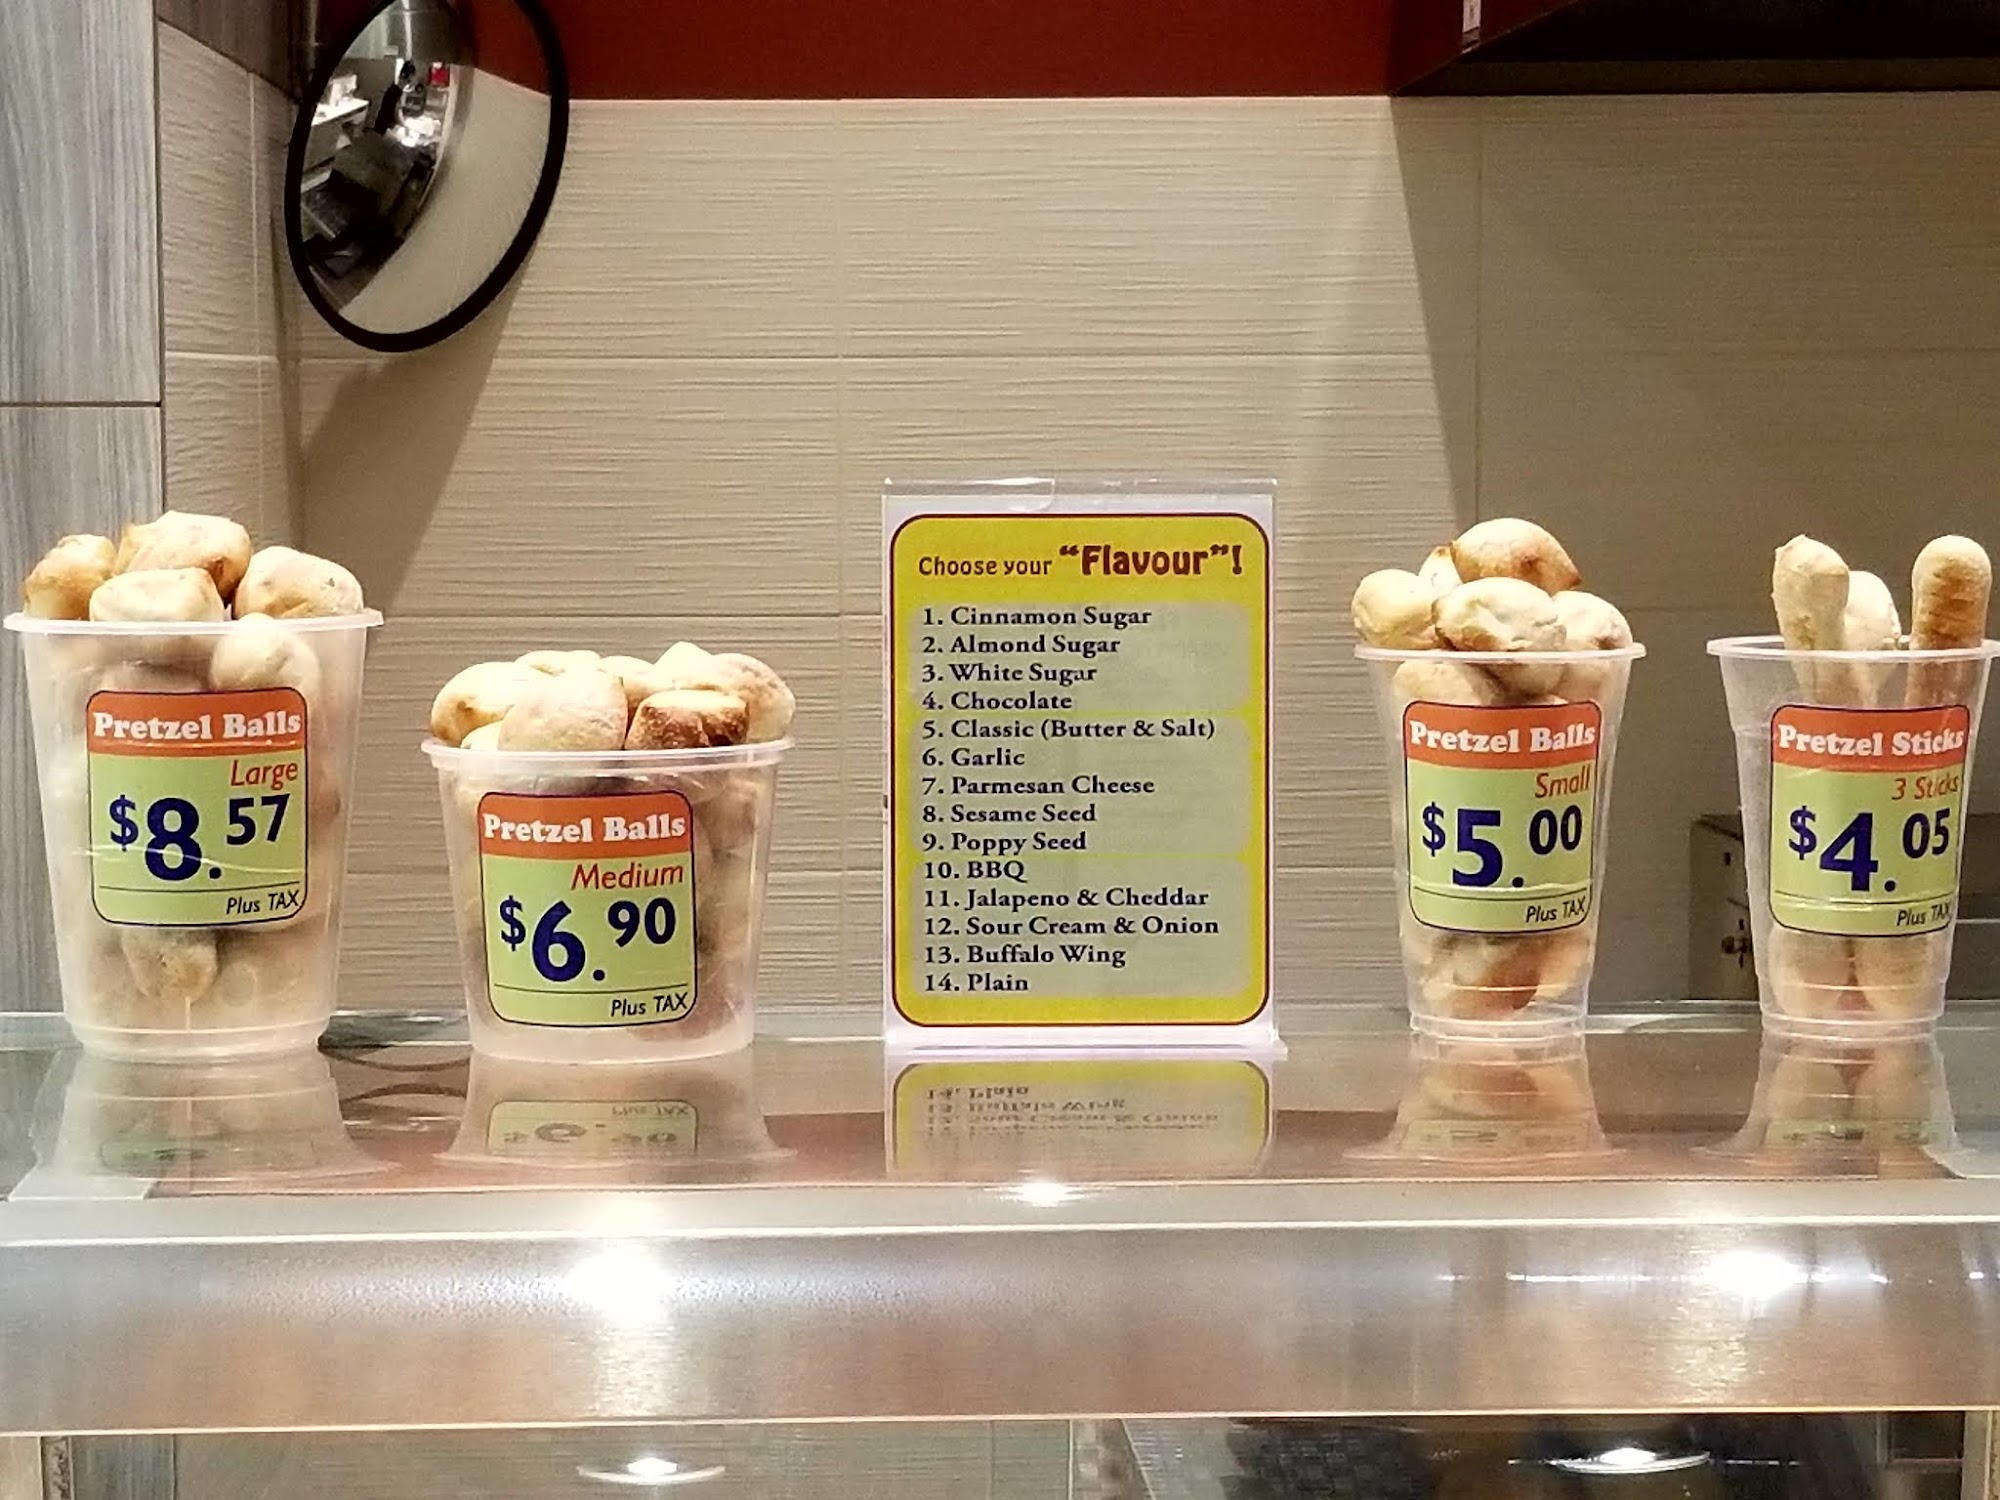 Pretzel Balls
Large
$8.57
Plus TAX
Pretzel Balls
Medium
$6.90
Plus TAX
Choose your "Flavour"!
1. Cinnamon Sugar
2. Almond Sugar
3. White Sugar
4. Chocolate
5. Classic (Butter & Salt)
6. Garlic
7. Parmesan Cheese
8. Sesame Seed
9. Poppy Seed
10. BBQ
11. Jalapeno & Cheddar
12. Sour Cream & Onion
13. Buffalo Wing
14. Plain
Pretzel Balls
Small
$5.00
Plus TAX
Pretzel Sticks
3 Sticks
$4.05
Plus TAX